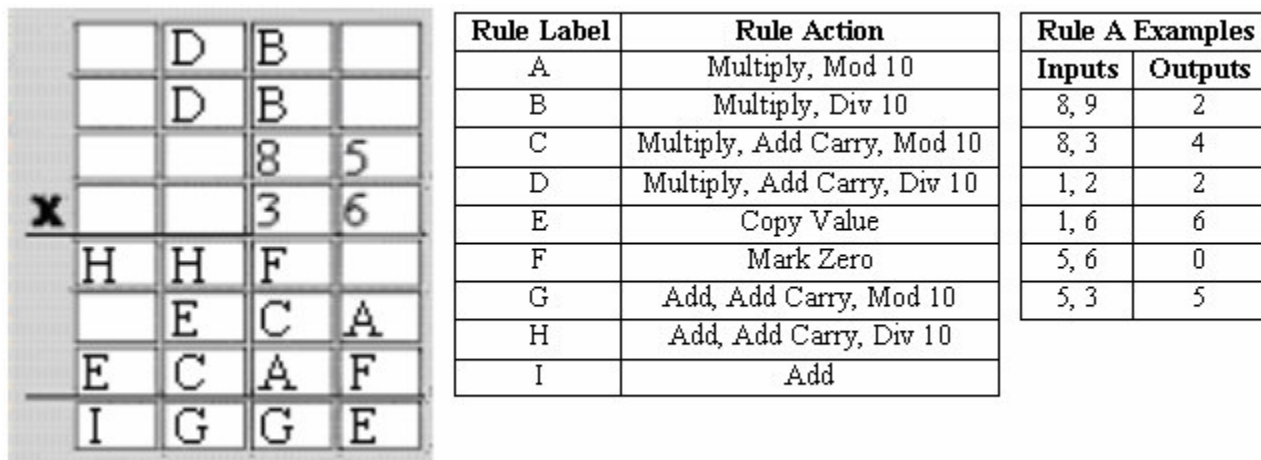 D B
D B
8 5
x 3 6
H H F
E C A
E C A F
I G G E
Rule Label Rule Action
A Multiply, Mod 10
B Multiply, Div 10
C Multiply, Add Carry, Mod 10
D Multiply, Add Carry, Div 10
E Copy Value
F Mark Zero
G Add, Add Carry, Mod 10
H Add, Add Carry, Div 10
I Add
Rule A Examples
Inputs Outputs
8, 9 2
8, 3 4
1, 2 2
1, 6 6
5, 6 0
5, 3 5